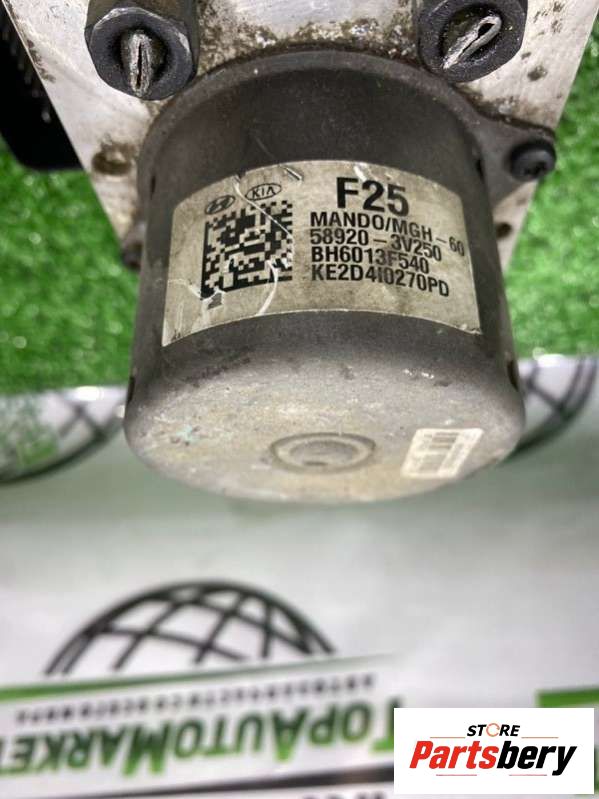 KIA
F25
MANDO/MGH-60
58920-3V250
BH6013F540
KE2D4I0270PD
TOPAUTOMARKET
STORE
Partsbery